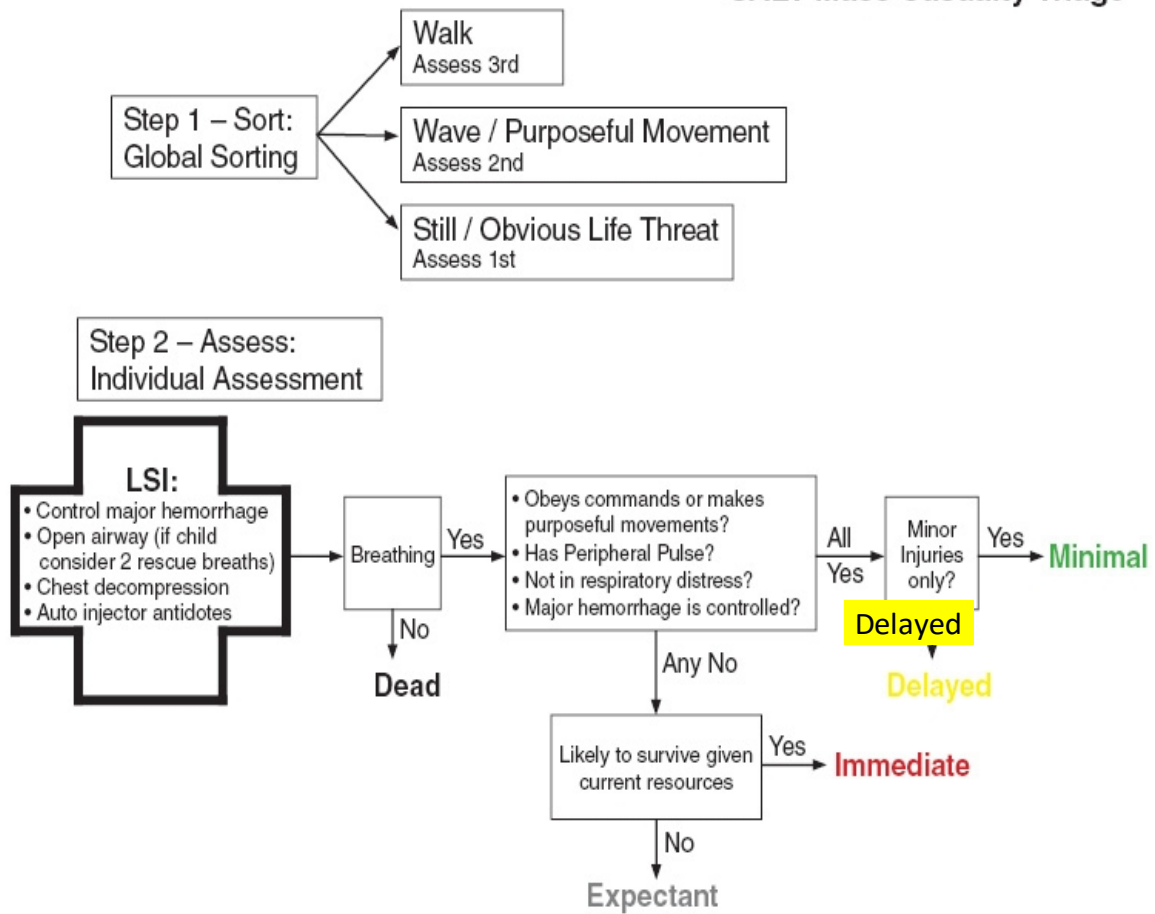 Walk
Assess 3rd
Step 1 – Sort:
Global Sorting
Wave / Purposeful Movement
Assess 2nd
Still / Obvious Life Threat
Assess 1st
Step 2 – Assess:
Individual Assessment
LSI:
• Control major hemorrhage
• Open airway (if child
consider 2 rescue breaths)
• Chest decompression
• Auto injector antidotes
Breathing
Yes
No
Dead
• Obeys commands or makes
purposeful movements?
• Has Peripheral Pulse?
• Not in respiratory distress?
• Major hemorrhage is controlled?
All
Yes
Minor
Injuries
only?
Yes
Minimal
Delayed
Delayed
Any No
Likely to survive given
current resources
Yes
Immediate
No
Expectant